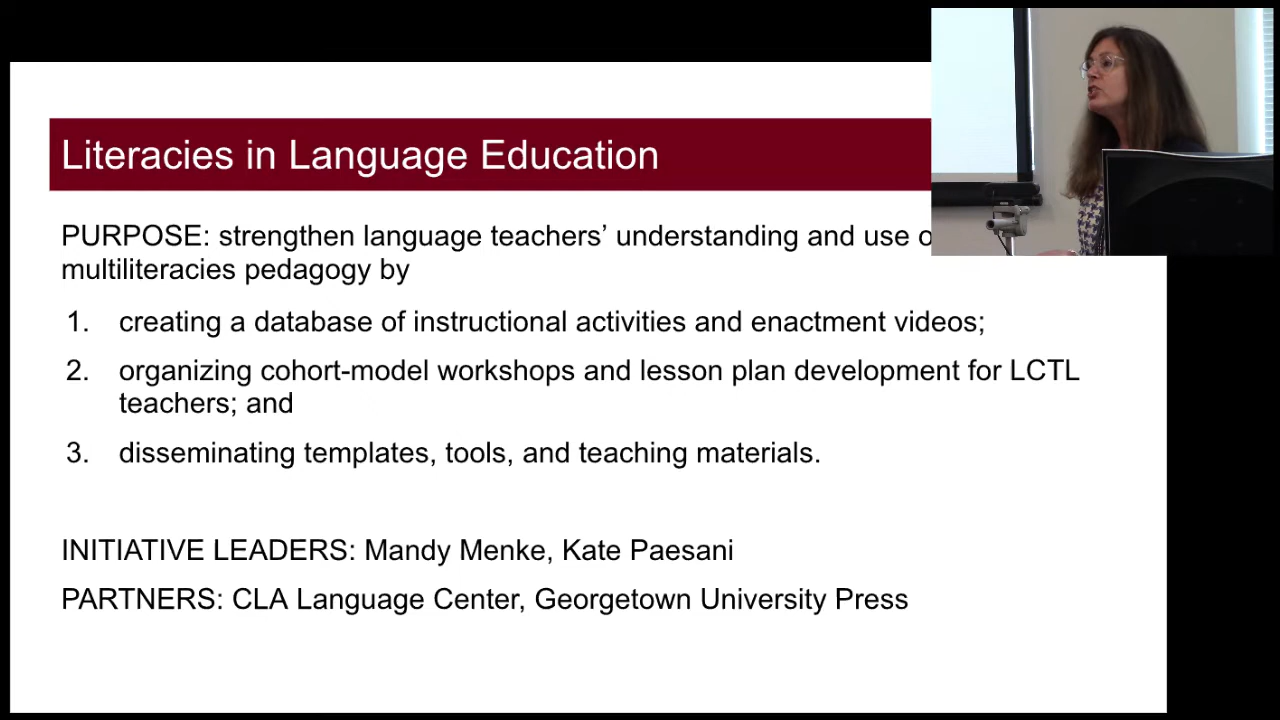 Literacies in Language Education
PURPOSE: strengthen language teachers’ understanding and use
multiliteracies pedagogy by
1. creating a database of instructional activities and enactment videos;
2. organizing cohort-model workshops and lesson plan development for LCTL
teachers; and
3. disseminating templates, tools, and teaching materials.
INITIATIVE LEADERS: Mandy Menke, Kate Paesani
PARTNERS: CLA Language Center, Georgetown University Press